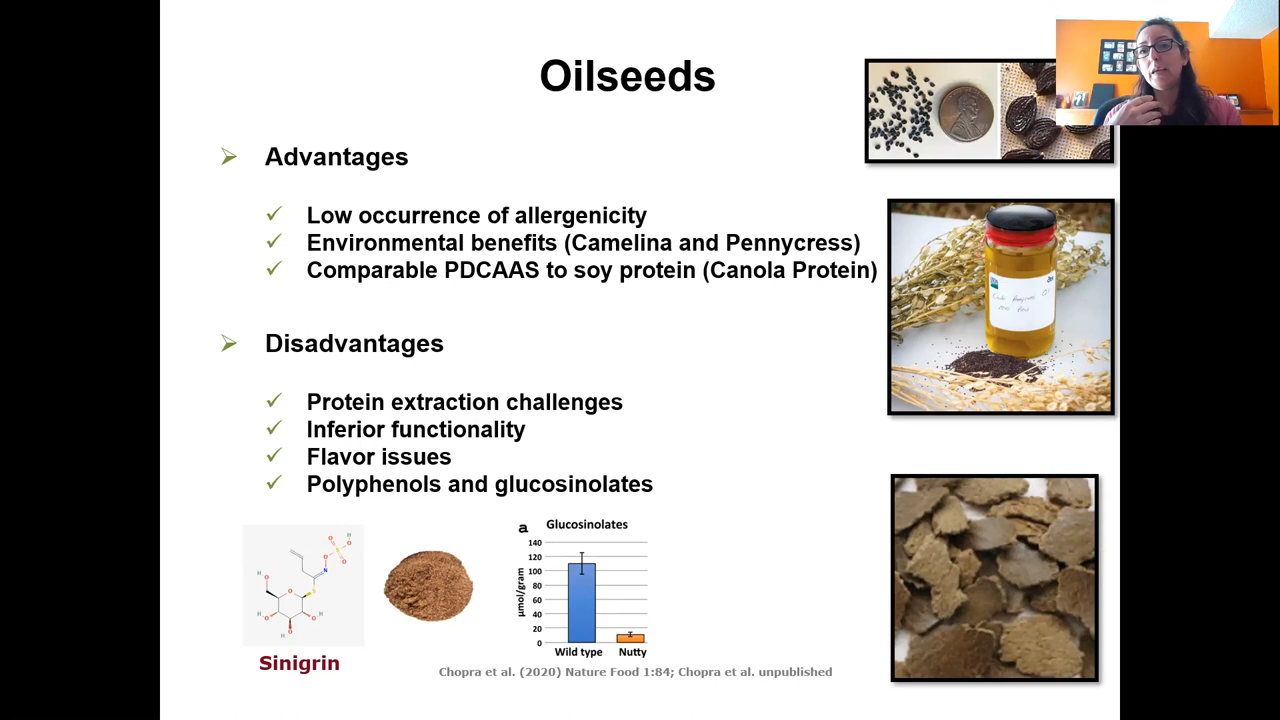 Oilseeds
Advantages
Low occurrence of allergenicity
Environmental benefits (Camelina and Pennycress)
Comparable PDCAAS to soy protein (Canola Protein)
Disadvantages
Protein extraction challenges
Inferior functionality
Flavor issues
Polyphenols and glucosinolates
Sinigrin
a Glucosinolates
µmol/gram
140
120
100
80
60
40
20
0
Wild type Nutty
Chopra et al. (2020) Nature Food 1:84; Chopra et al. unpublished